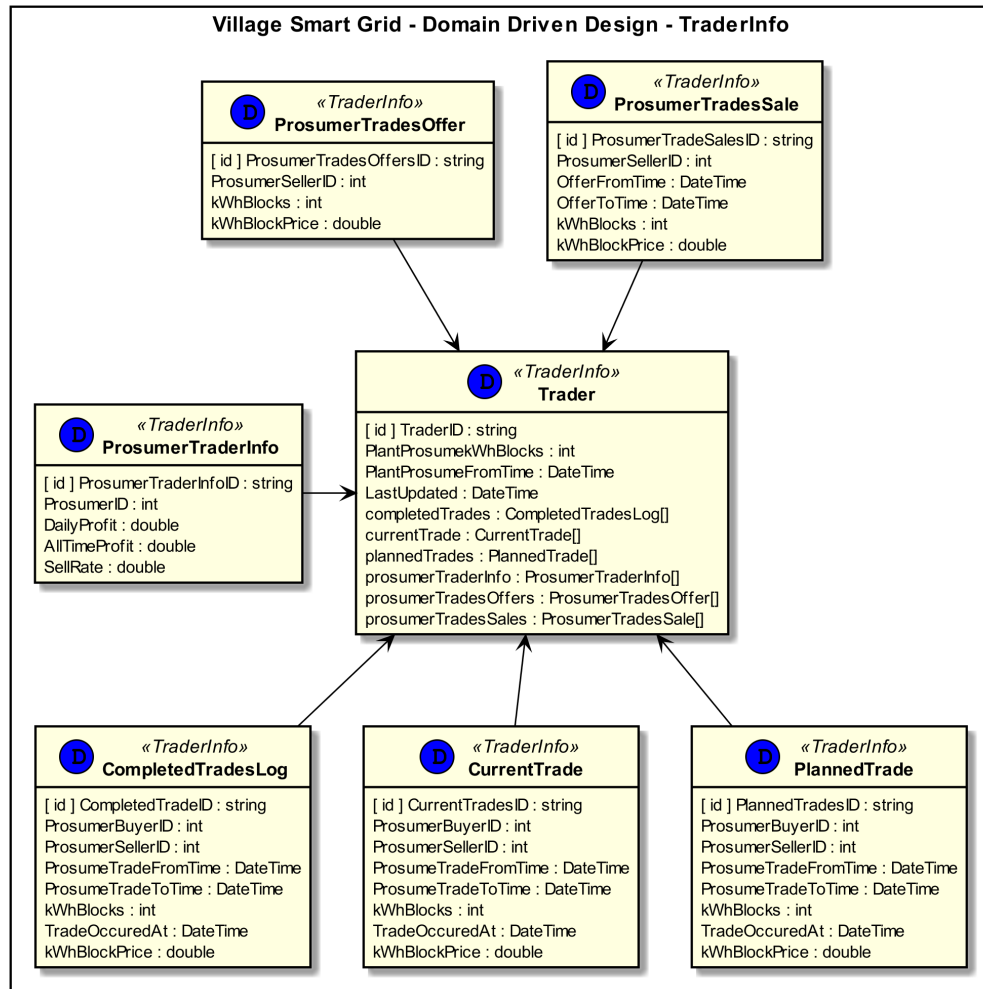 Village Smart Grid - Domain Driven Design - TraderInfo
D
«TraderInfo»
ProsumerTradesOffer
[ id ] ProsumerTradesOffersID : string
ProsumerSellerID : int
kWhBlocks : int
kWhBlockPrice : double
D
«TraderInfo»
ProsumerTradesSale
[ id ] ProsumerTradeSalesID : string
ProsumerSellerID : int
OfferFromTime : DateTime
OfferToTime : DateTime
kWhBlocks : int
kWhBlockPrice : double
D
«TraderInfo»
ProsumerTraderInfo
[ id ] ProsumerTraderInfoID : string
ProsumerID : int
DailyProfit : double
AllTimeProfit : double
SellRate : double
D
«TraderInfo»
Trader
[ id ] TraderID : string
PlantProsumekWhBlocks : int
PlantProsumeFromTime : DateTime
LastUpdated : DateTime
completedTrades : CompletedTradesLog[]
currentTrade : CurrentTrade[]
plannedTrades : PlannedTrade[]
prosumerTraderInfo : ProsumerTraderInfo[]
prosumerTradesOffers : ProsumerTradesOffer[]
prosumerTradesSales : ProsumerTradesSale[]
D
«TraderInfo»
CompletedTradesLog
[ id ] CompletedTradeID : string
ProsumerBuyerID : int
ProsumerSellerID : int
ProsumeTradeFromTime : DateTime
ProsumeTradeToTime : DateTime
kWhBlocks : int
TradeOccuredAt : DateTime
kWhBlockPrice : double
D
«TraderInfo»
CurrentTrade
[ id ] CurrentTradesID : string
ProsumerBuyerID : int
ProsumerSellerID : int
ProsumeTradeFromTime : DateTime
ProsumeTradeToTime : DateTime
kWhBlocks : int
TradeOccuredAt : DateTime
kWhBlockPrice : double
D
«TraderInfo»
PlannedTrade
[ id ] PlannedTradesID : string
ProsumerBuyerID : int
ProsumerSellerID : int
ProsumeTradeFromTime : DateTime
ProsumeTradeToTime : DateTime
kWhBlocks : int
TradeOccuredAt : DateTime
kWhBlockPrice : double